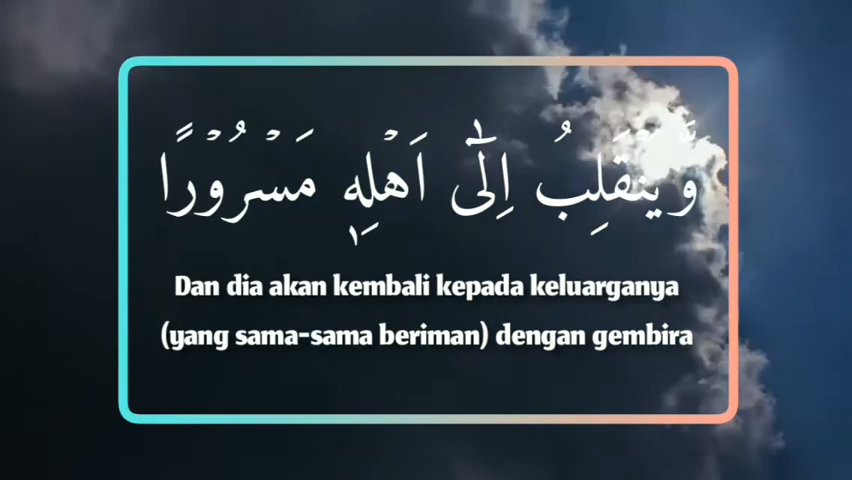 وَّيَنْقَلِبُ اِلٰٓى اَهْلِهٖ مَسْرُوْرًا
Dan dia akan kembali kepada keluarganya
(yang sama-sama beriman) dengan gembira